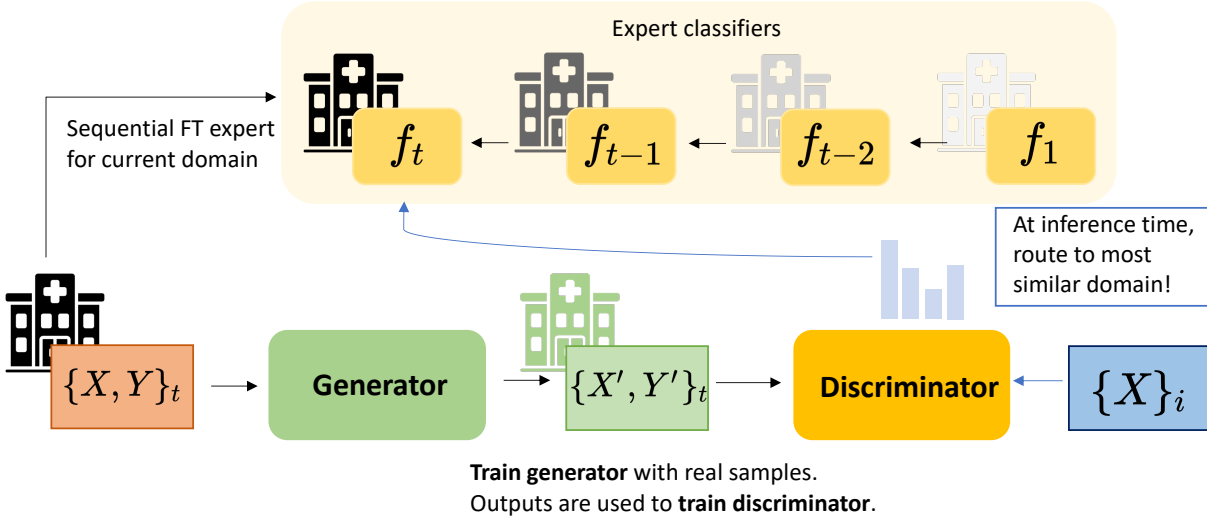 Expert classifiers
Sequential FT expert
for current domain
f_t
f_{t-1}
f_{t-2}
f_1
At inference time,
route to most
similar domain!
{X, Y}_t
Generator
{X', Y'}_t
Discriminator
{X}_i
Train generator with real samples.
Outputs are used to train discriminator.